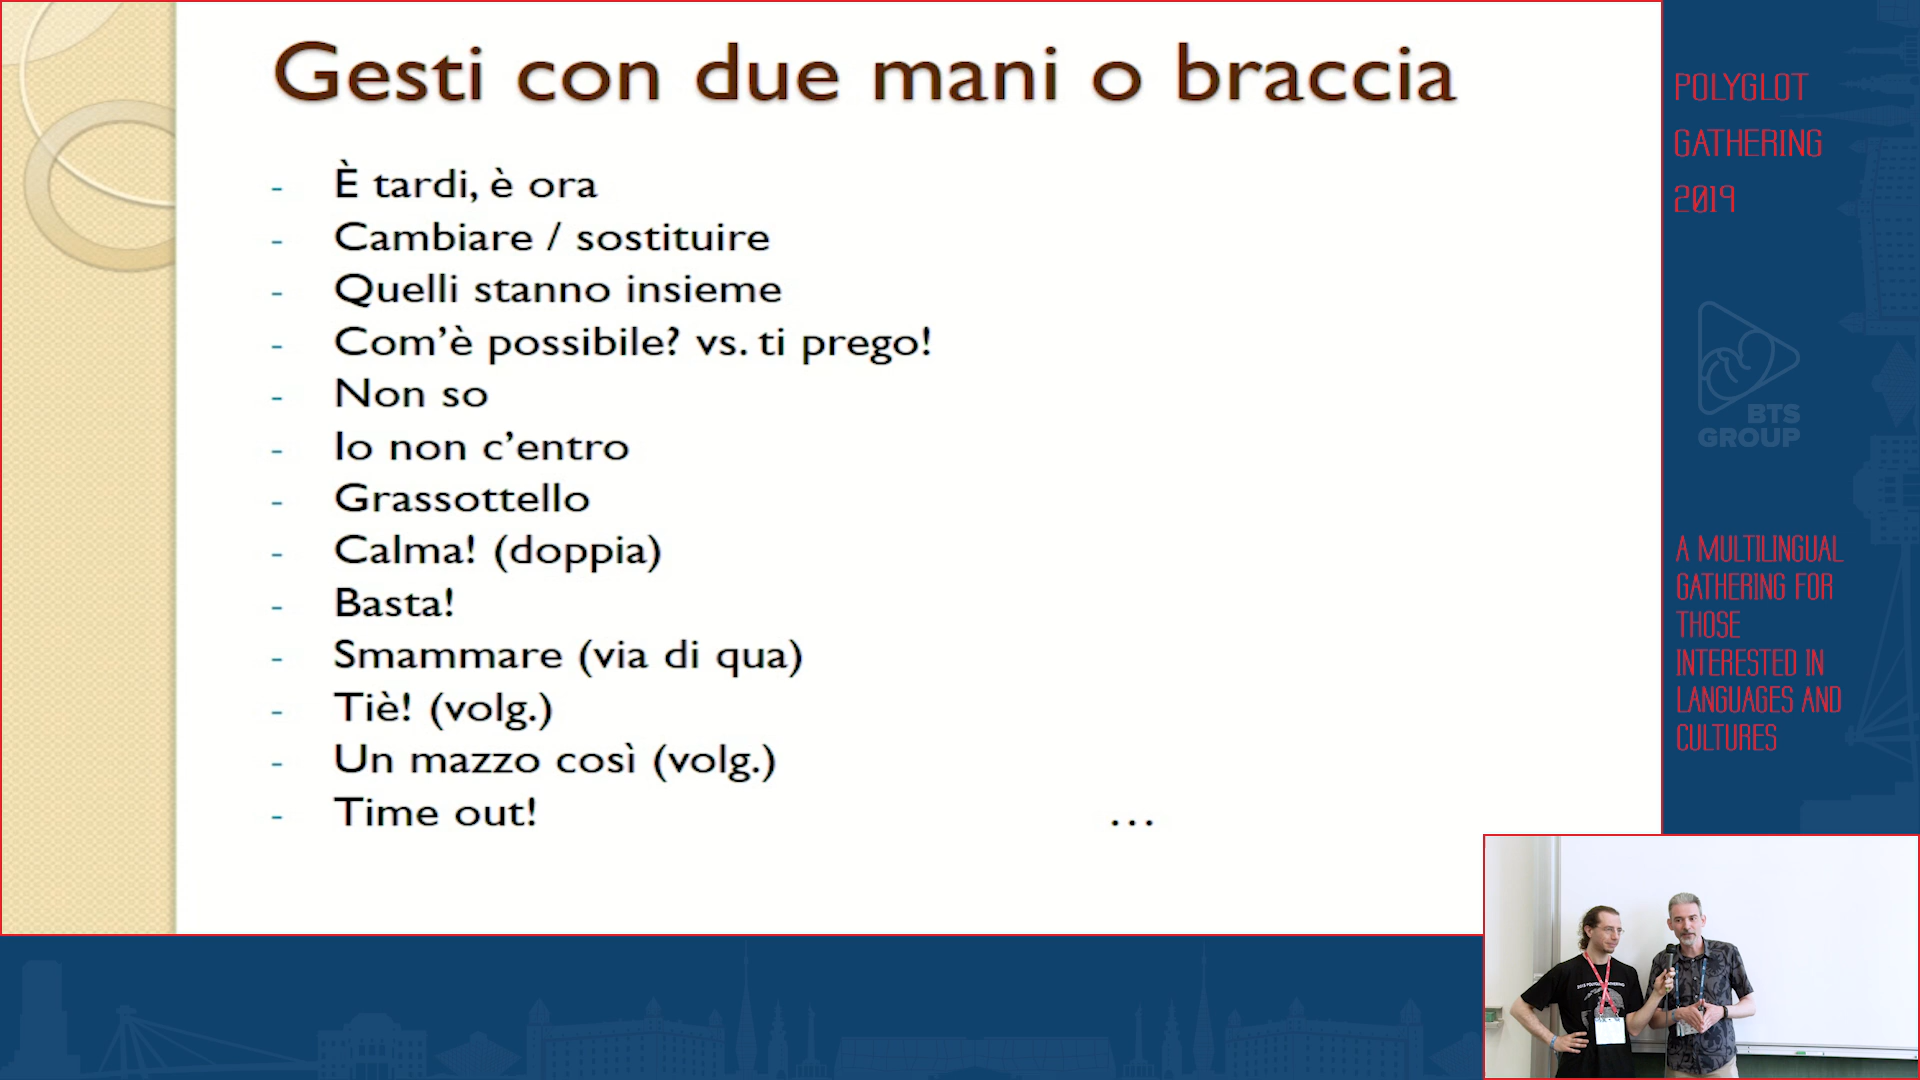 Gesti con due mani o braccia
- È tardi, è ora
- Cambiare / sostituire
- Quelli stanno insieme
- Com’è possibile? vs. ti prego!
- Non so
- Io non c’entro
- Grassottello
- Calma! (doppia)
- Basta!
- Smammare (via di qua)
- Tiè! (volg.)
- Un mazzo così (volg.)
- Time out!
…
POLYGLOT
GATHERING
2019
BTS
GROUP
A MULTILINGUAL
GATHERING FOR
THOSE
INTERESTED IN
LANGUAGES AND
CULTURES